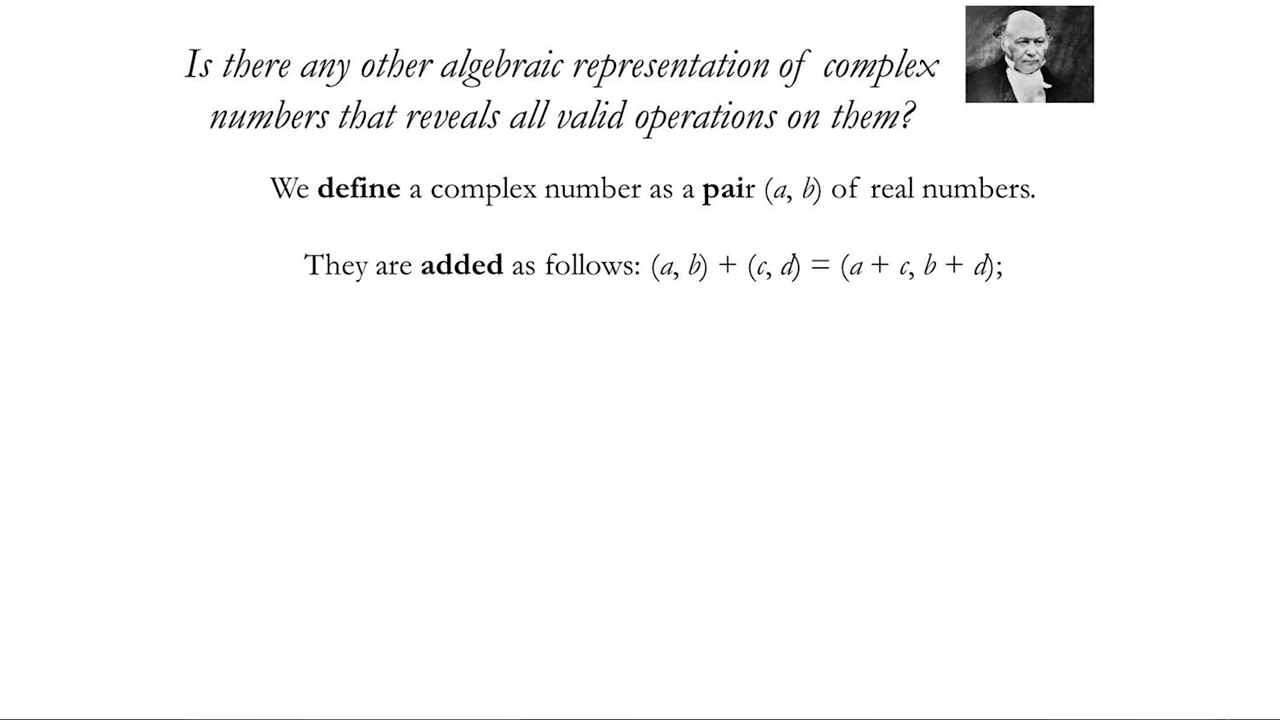 Is there any other algebraic representation of complex
numbers that reveals all valid operations on them?
We define a complex number as a pair (a, b) of real numbers.
They are added as follows: (a, b) + (c, d) = (a + c, b + d);